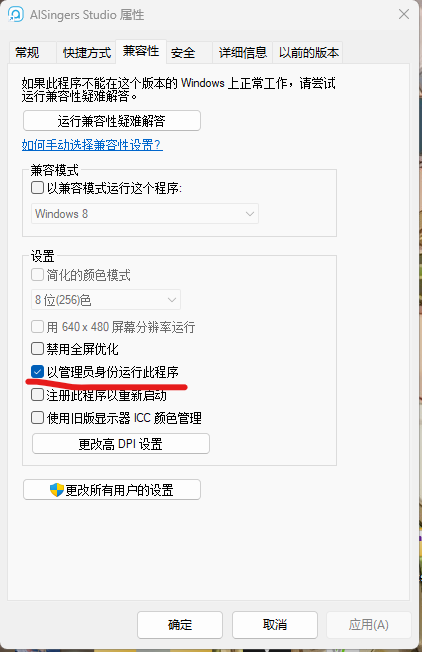 AISingers Studio 属性
常规 快捷方式 兼容性 安全 详细信息 以前的版本
如果此程序不能在这个版本的 Windows 上正常工作，请尝试
运行兼容性疑难解答。
运行兼容性疑难解答
如何手动选择兼容性设置?
兼容模式
以兼容模式运行这个程序:
Windows 8
设置
简化的颜色模式
8 位(256)色
用 640 x 480 屏幕分辨率运行
禁用全屏优化
以管理员身份运行此程序
注册此程序以重新启动
使用旧版显示器 ICC 颜色管理
更改高 DPI 设置
更改所有用户的设置
确定 取消 应用(A)